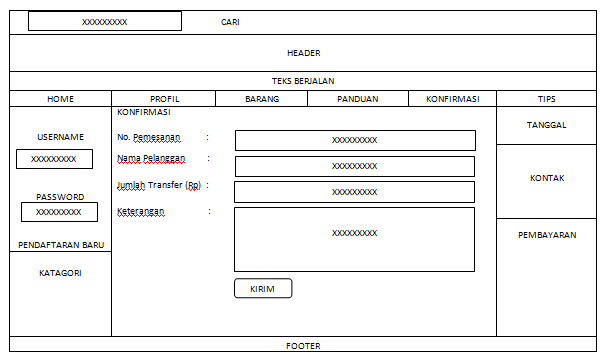 XXXXXXXXX CARI
HEADER
TEKS BERJALAN
HOME PROFIL BARANG PANDUAN KONFIRMASI TIPS
KONFIRMASI
USERNAME
XXXXXXXXX
PASSWORD
XXXXXXXXX
PENDAFTARAN BARU
KATAGORI
No. Pemesanan : XXXXXXXXX
Nama Pelanggan : XXXXXXXXX
Jumlah Transfer (Rp) : XXXXXXXXX
Keterangan : XXXXXXXXX
KIRIM
TANGGAL
KONTAK
PEMBAYARAN
FOOTER